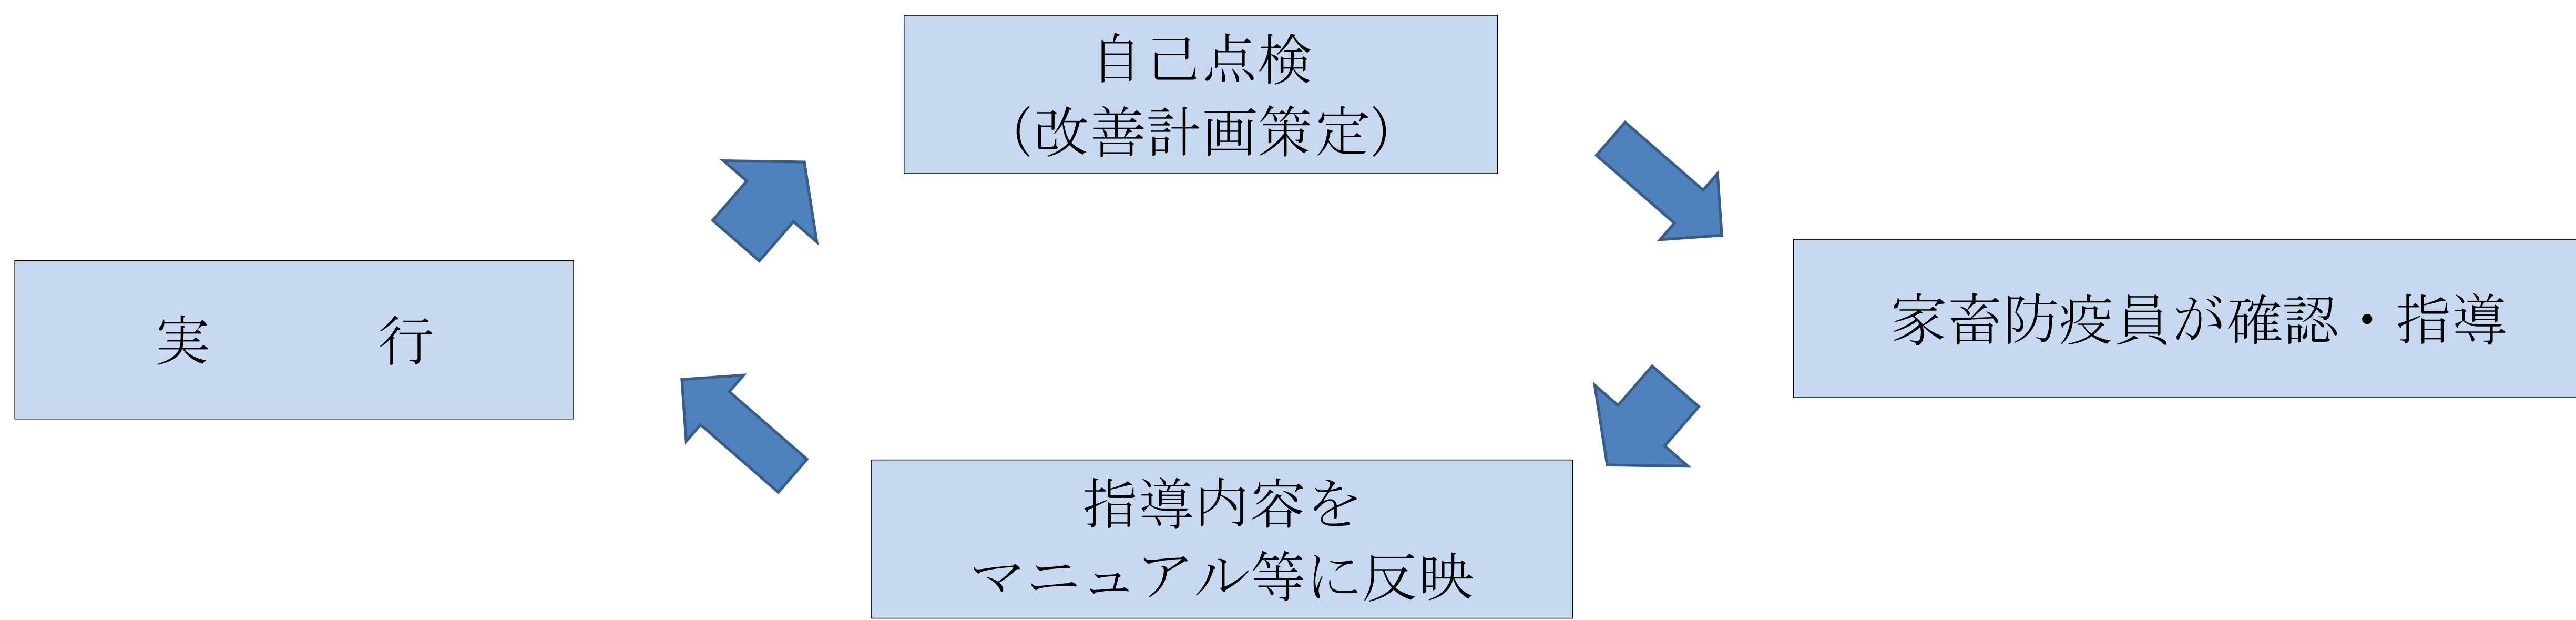 自己点検
（改善計画策定）
家畜防疫員が確認・指導
実　　　行
指導内容を
マニュアル等に反映